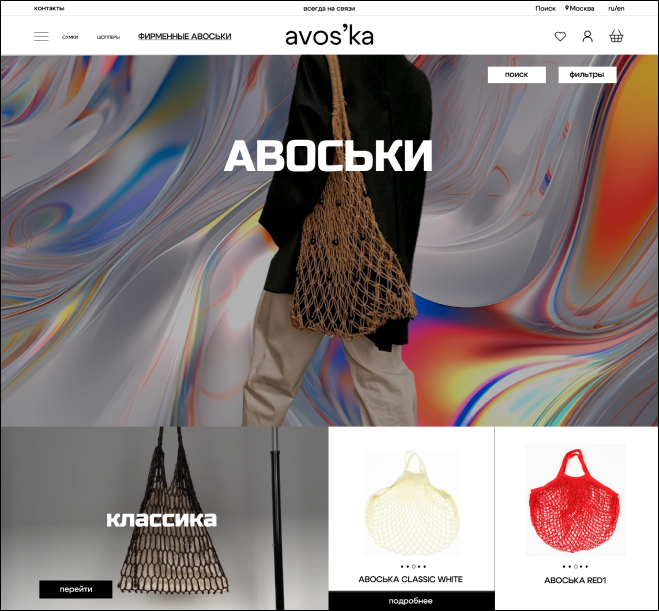 контакты
всегда на связи
Поиск
Москва
ru/en
сумки
шопперы
ФИРМЕННЫЕ АВОСЬКИ
avos'ka
поиск
фильтры
АВОСЬКИ
классика
перейти
АВОСЬКА CLASSIC WHITE
подробнее
АВОСЬКА RED1